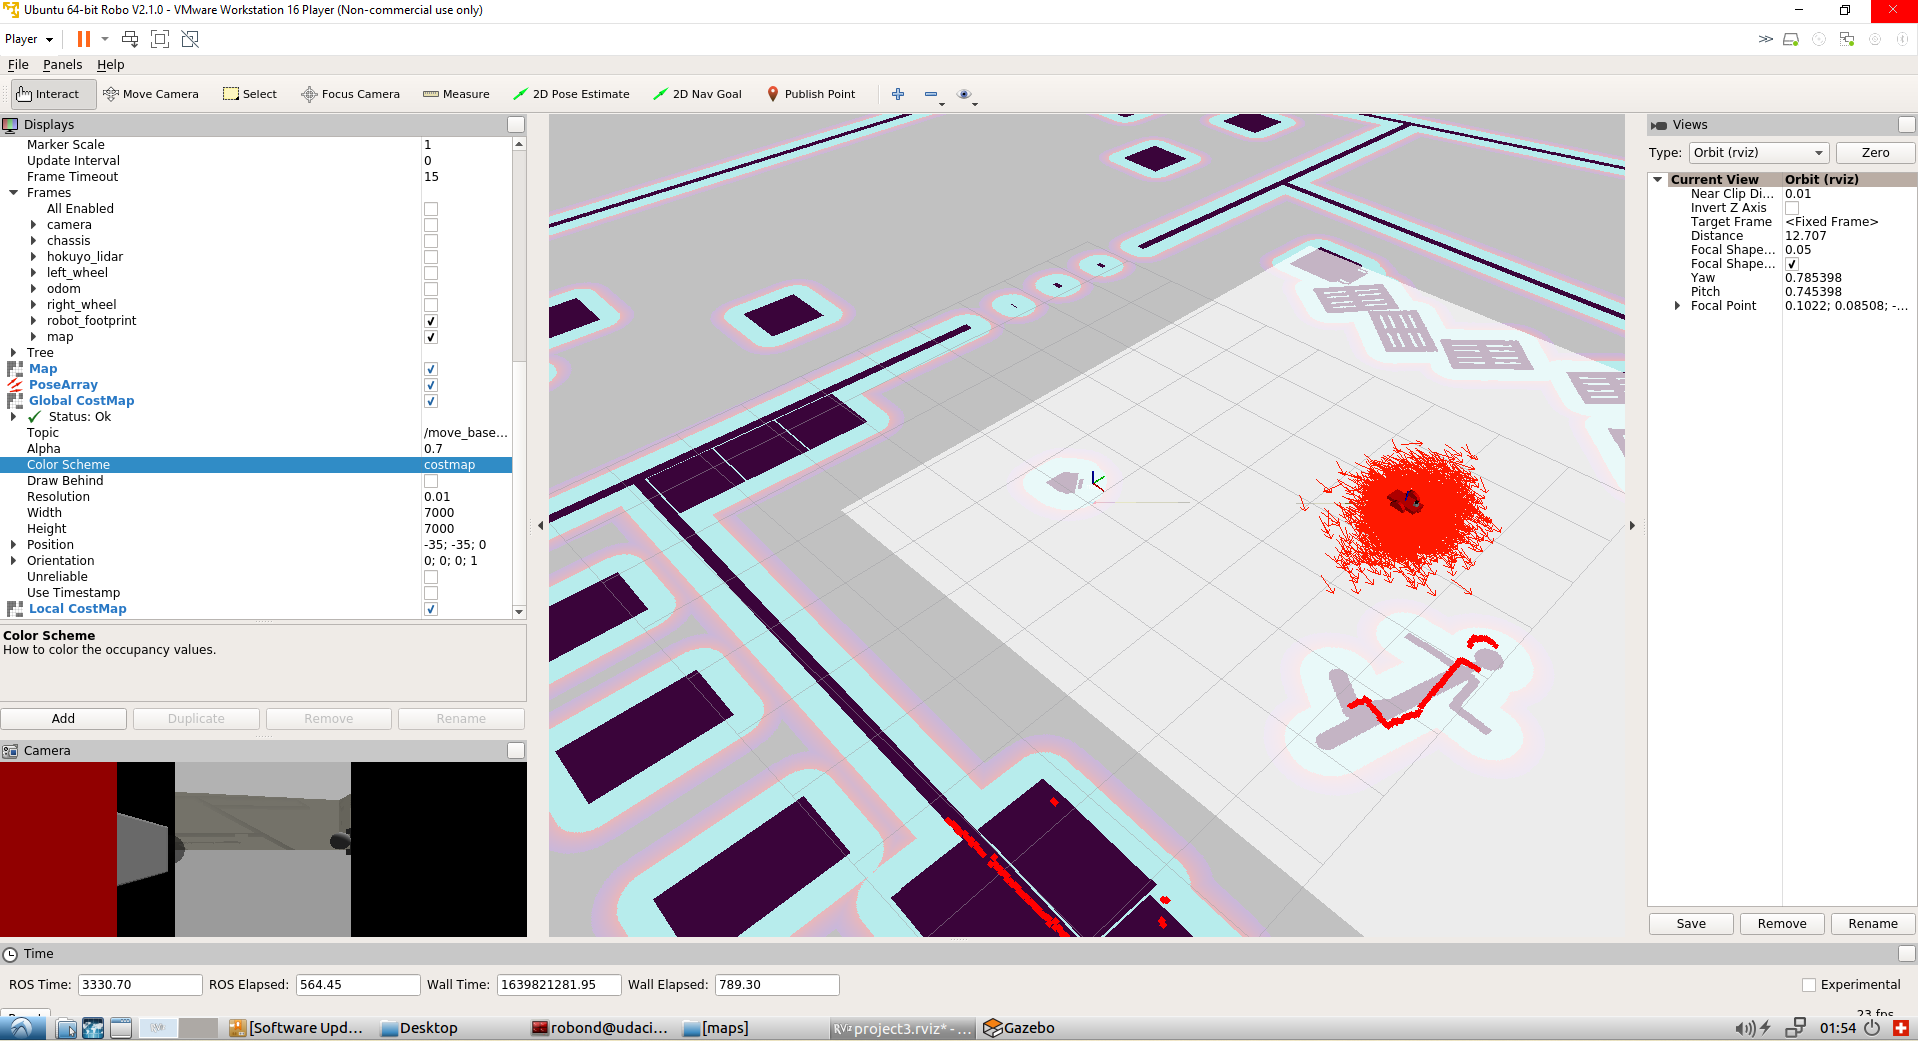 Ubuntu 64-bit Robo V2.1.0 - VMware Workstation 16 Player (Non-commercial use only)
Player
File Panels Help
Interact Move Camera Select Focus Camera Measure 2D Pose Estimate 2D Nav Goal Publish Point
Displays
Marker Scale 1
Update Interval 0
Frame Timeout 15
Frames
All Enabled
camera
chassis
hokuyo_lidar
left_wheel
odom
right_wheel
robot_footprint
map
Tree
Map
PoseArray
Global CostMap
Status: Ok
Topic /move_base...
Alpha 0.7
Color Scheme costmap
Draw Behind
Resolution 0.01
Width 7000
Height 7000
Position -35; -35; 0
Orientation 0; 0; 0; 1
Unreliable
Use Timestamp
Local CostMap
Color Scheme
How to color the occupancy values.
Add Duplicate Remove Rename
Camera
Views
Type: Orbit (rviz) Zero
Current View Orbit (rviz)
Near Clip Di... 0.01
Invert Z Axis
Target Frame <Fixed Frame>
Distance 12.707
Focal Shape... 0.05
Focal Shape...
Yaw 0.785398
Pitch 0.745398
Focal Point 0.1022; 0.08508; -...
Save Remove Rename
Time
ROS Time: 3330.70 ROS Elapsed: 564.45 Wall Time: 1639821281.95 Wall Elapsed: 789.30 Experimental
23 fps
[Software Upd... Desktop robond@udaci... [maps] project3.rviz* - ... Gazebo 01:54